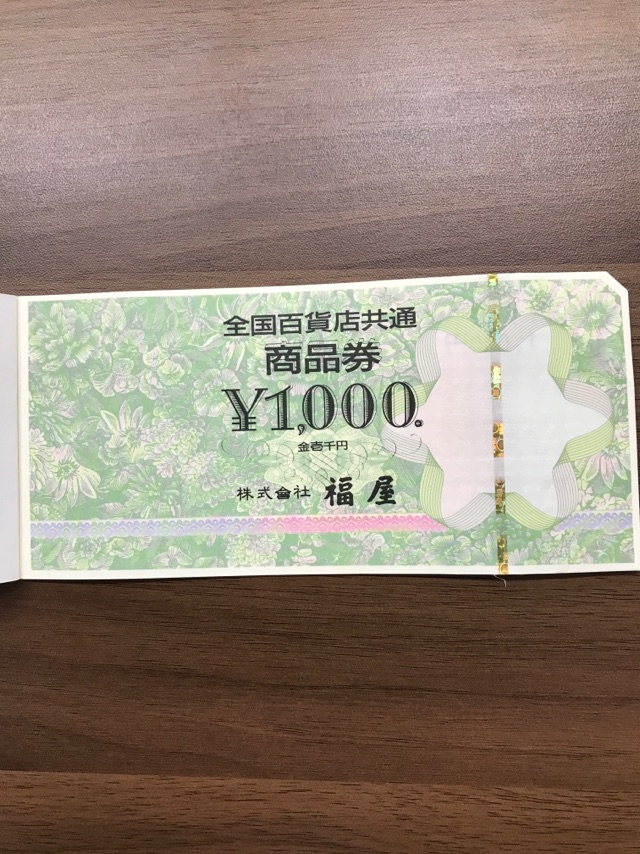 全国百貨店共通
商品券
¥1,000.
金壱千円
株式會社 福屋